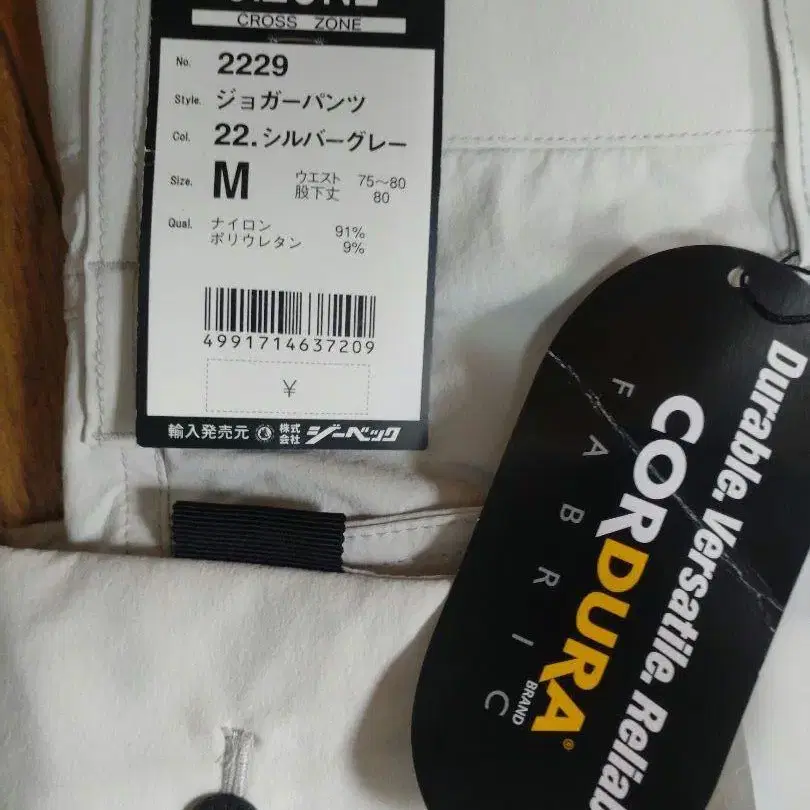 CROSS ZONE
No. 2229
Style. ジョガーパンツ
Col. 22.シルバーグレー
Size. M ウエスト 75～80
股下丈 80
Qual. ナイロン 91%
ポリウレタン 9%
4991714637209
¥
輸入発売元 株式会社 ジーベック
Durable. Versatile. Reliab
CORDURA®
BRAND
FABRIC